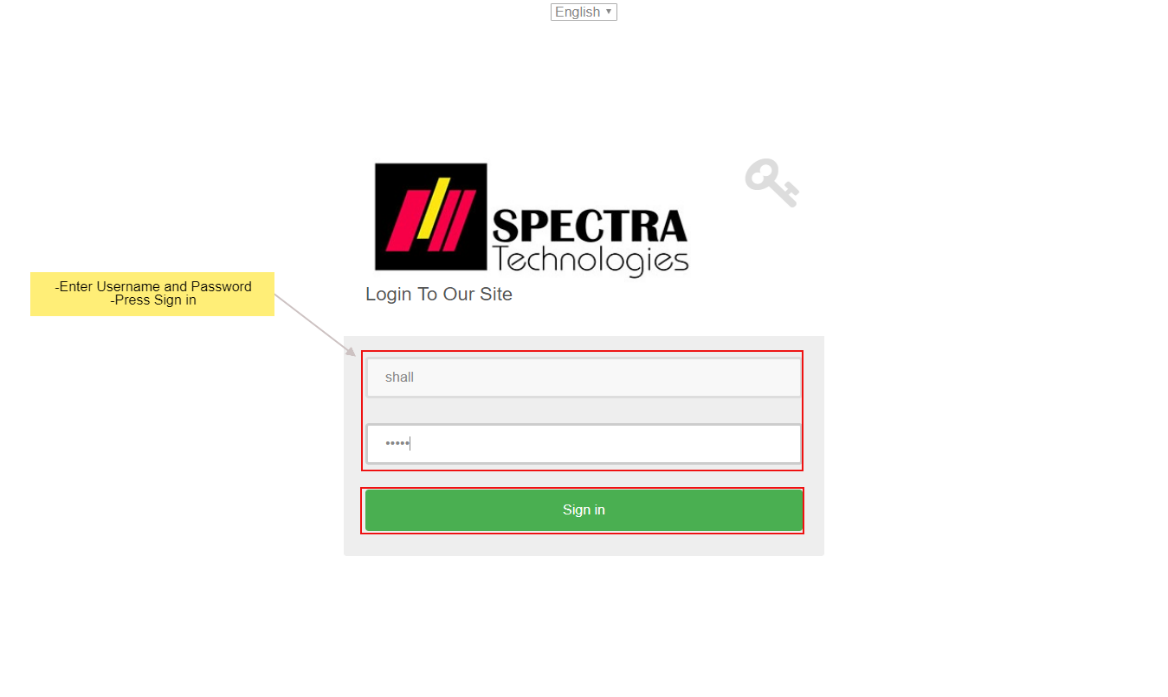 English
SPECTRA
Technologies
Login To Our Site
-Enter Username and Password
-Press Sign in
shall
•••••
Sign in